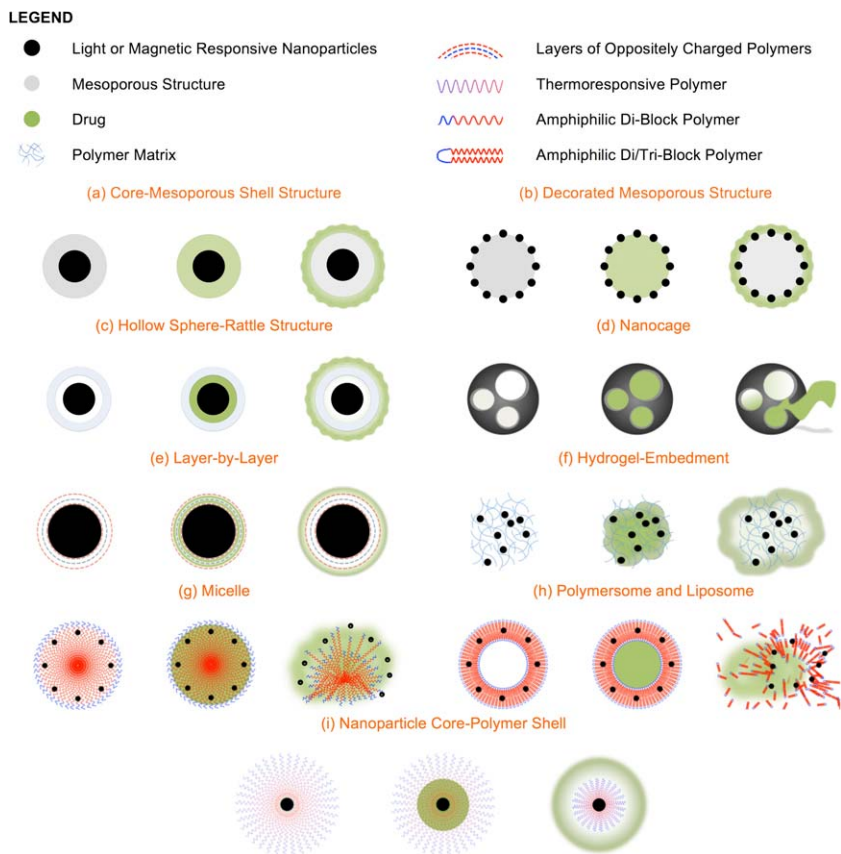 LEGEND
Light or Magnetic Responsive Nanoparticles
Layers of Oppositely Charged Polymers
Mesoporous Structure
Thermoresponsive Polymer
Drug
Amphiphilic Di-Block Polymer
Polymer Matrix
Amphiphilic Di/Tri-Block Polymer
(a) Core-Mesoporous Shell Structure
(b) Decorated Mesoporous Structure
(c) Hollow Sphere-Rattle Structure
(d) Nanocage
(e) Layer-by-Layer
(f) Hydrogel-Embedment
(g) Micelle
(h) Polymersome and Liposome
(i) Nanoparticle Core-Polymer Shell